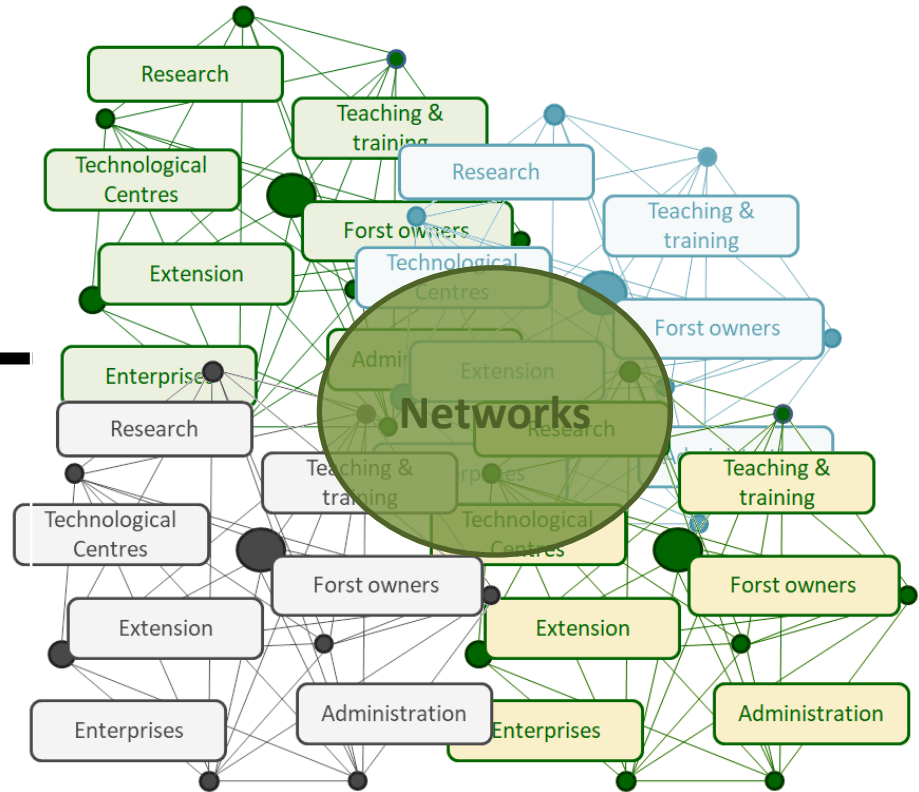 Research
Teaching &
training
Technological
Centres
Forst owners
Extension
Enterprises
Admin
Research
Teaching &
training
Technological
Centres
Forst owners
Extension
Networks
Research
Teaching &
training
Technological
Centres
Forst owners
Extension
Enterprises
Administration
Research
Teaching &
training
Technological
Centres
Forst owners
Extension
Enterprises
Administration